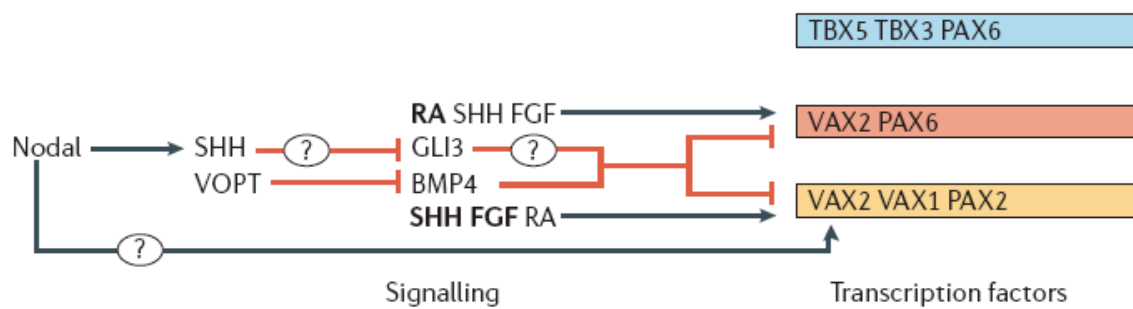 TBX5 TBX3 PAX6
RA SHH FGF
VAX2 PAX6
Nodal
SHH
?
GLI3
?
VOPT
BMP4
VAX2 VAX1 PAX2
SHH FGF RA
?
Signalling
Transcription factors